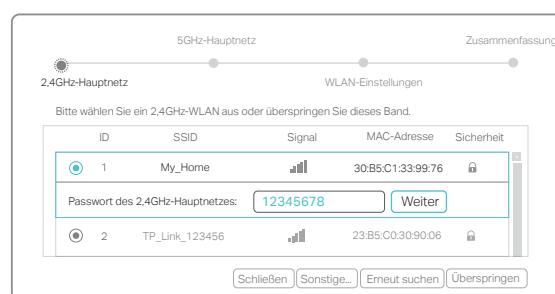 5GHz-Hauptnetz Zusammenfassung
2,4GHz-Hauptnetz WLAN-Einstellungen
Bitte wählen Sie ein 2,4GHz-WLAN aus oder überspringen Sie dieses Band.
ID SSID Signal MAC-Adresse Sicherheit
1 My_Home 30:B5:C1:33:99:76
Passwort des 2,4GHz-Hauptnetzes: 12345678 Weiter
2 TP_Link_123456 23:B5:C0:30:90:06
Schließen Sonstige... Erneut suchen Überspringen